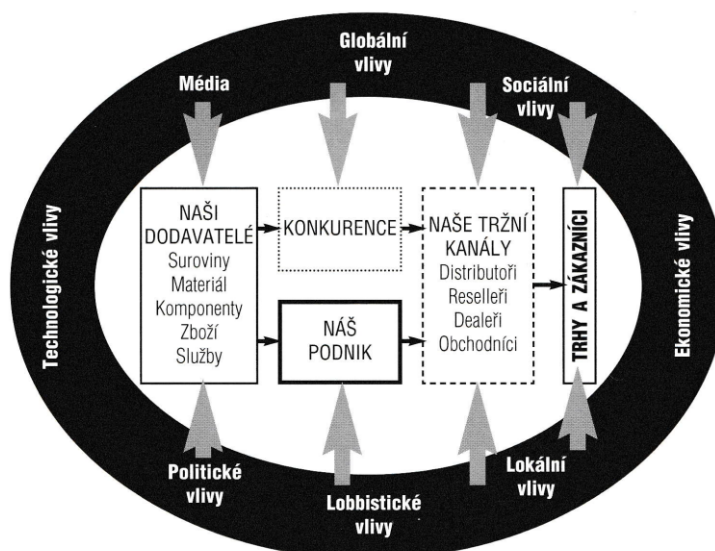 Globální
vlivy
Média
Sociální
vlivy
Technologické vlivy
NAŠI
DODAVATELÉ
Suroviny
Materiál
Komponenty
Zboží
Služby
KONKURENCE
NÁŠ
PODNIK
NAŠE TRŽNÍ
KANÁLY
Distributoři
Reselleři
Dealeři
Obchodníci
TRHY A ZÁKAZNÍCI
Ekonomické vlivy
Politické
vlivy
Lobbistické
vlivy
Lokální
vlivy